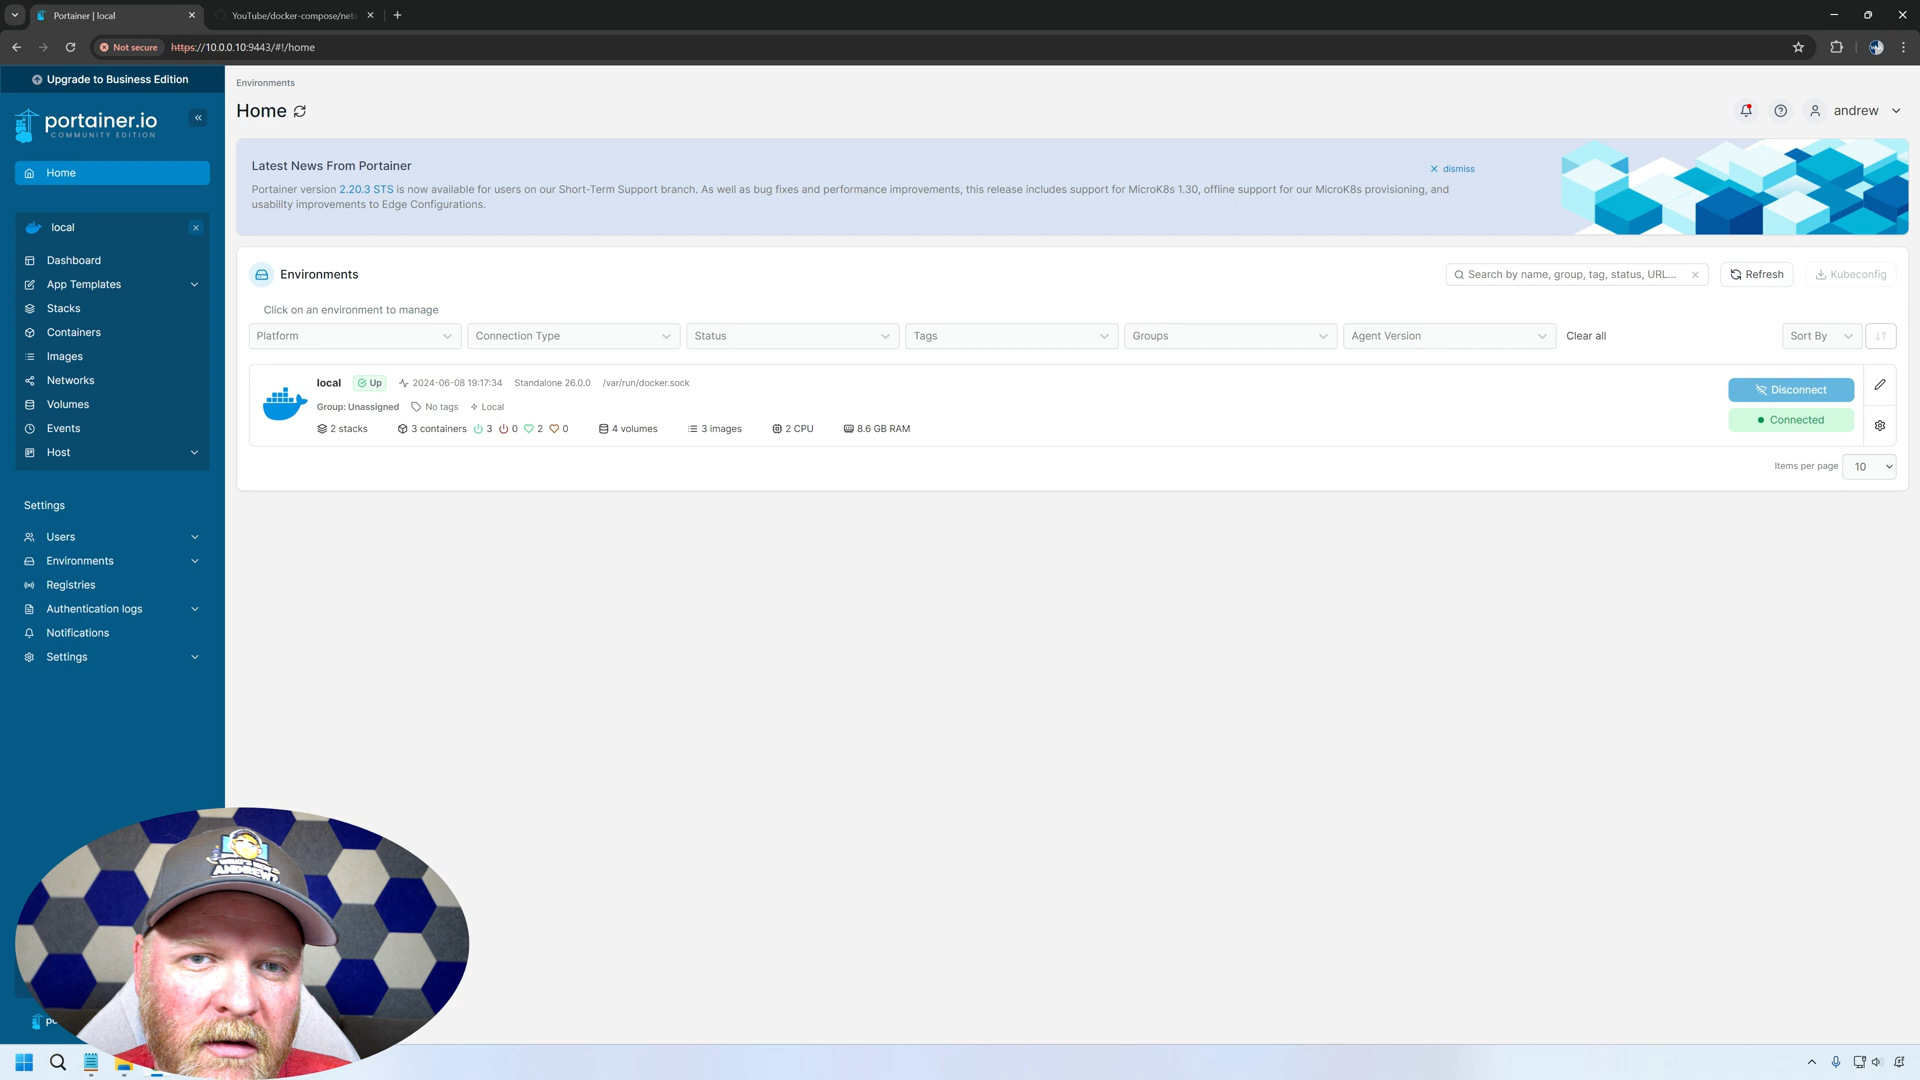 Portainer | local
YouTube/docker-compose/neta
Not secure
https://10.0.0.10:9443/#!/home
Upgrade to Business Edition
portainer.io
COMMUNITY EDITION
Home
local
Dashboard
App Templates
Stacks
Containers
Images
Networks
Volumes
Events
Host
Settings
Users
Environments
Registries
Authentication logs
Notifications
Settings
Environments
Home
andrew
Latest News From Portainer
dismiss
Portainer version 2.20.3 STS is now available for users on our Short-Term Support branch. As well as bug fixes and performance improvements, this release includes support for MicroK8s 1.30, offline support for our MicroK8s provisioning, and
usability improvements to Edge Configurations.
Environments
Search by name, group, tag, status, URL...
Refresh
Kubeconfig
Click on an environment to manage
Platform
Connection Type
Status
Tags
Groups
Agent Version
Clear all
Sort By
local Up 2024-06-08 19:17:34 Standalone 26.0.0 /var/run/docker.sock
Group: Unassigned No tags Local
2 stacks 3 containers 3 0 2 0 4 volumes 3 images 2 CPU 8.6 GB RAM
Disconnect
Connected
Items per page 10
ANDREW?
po